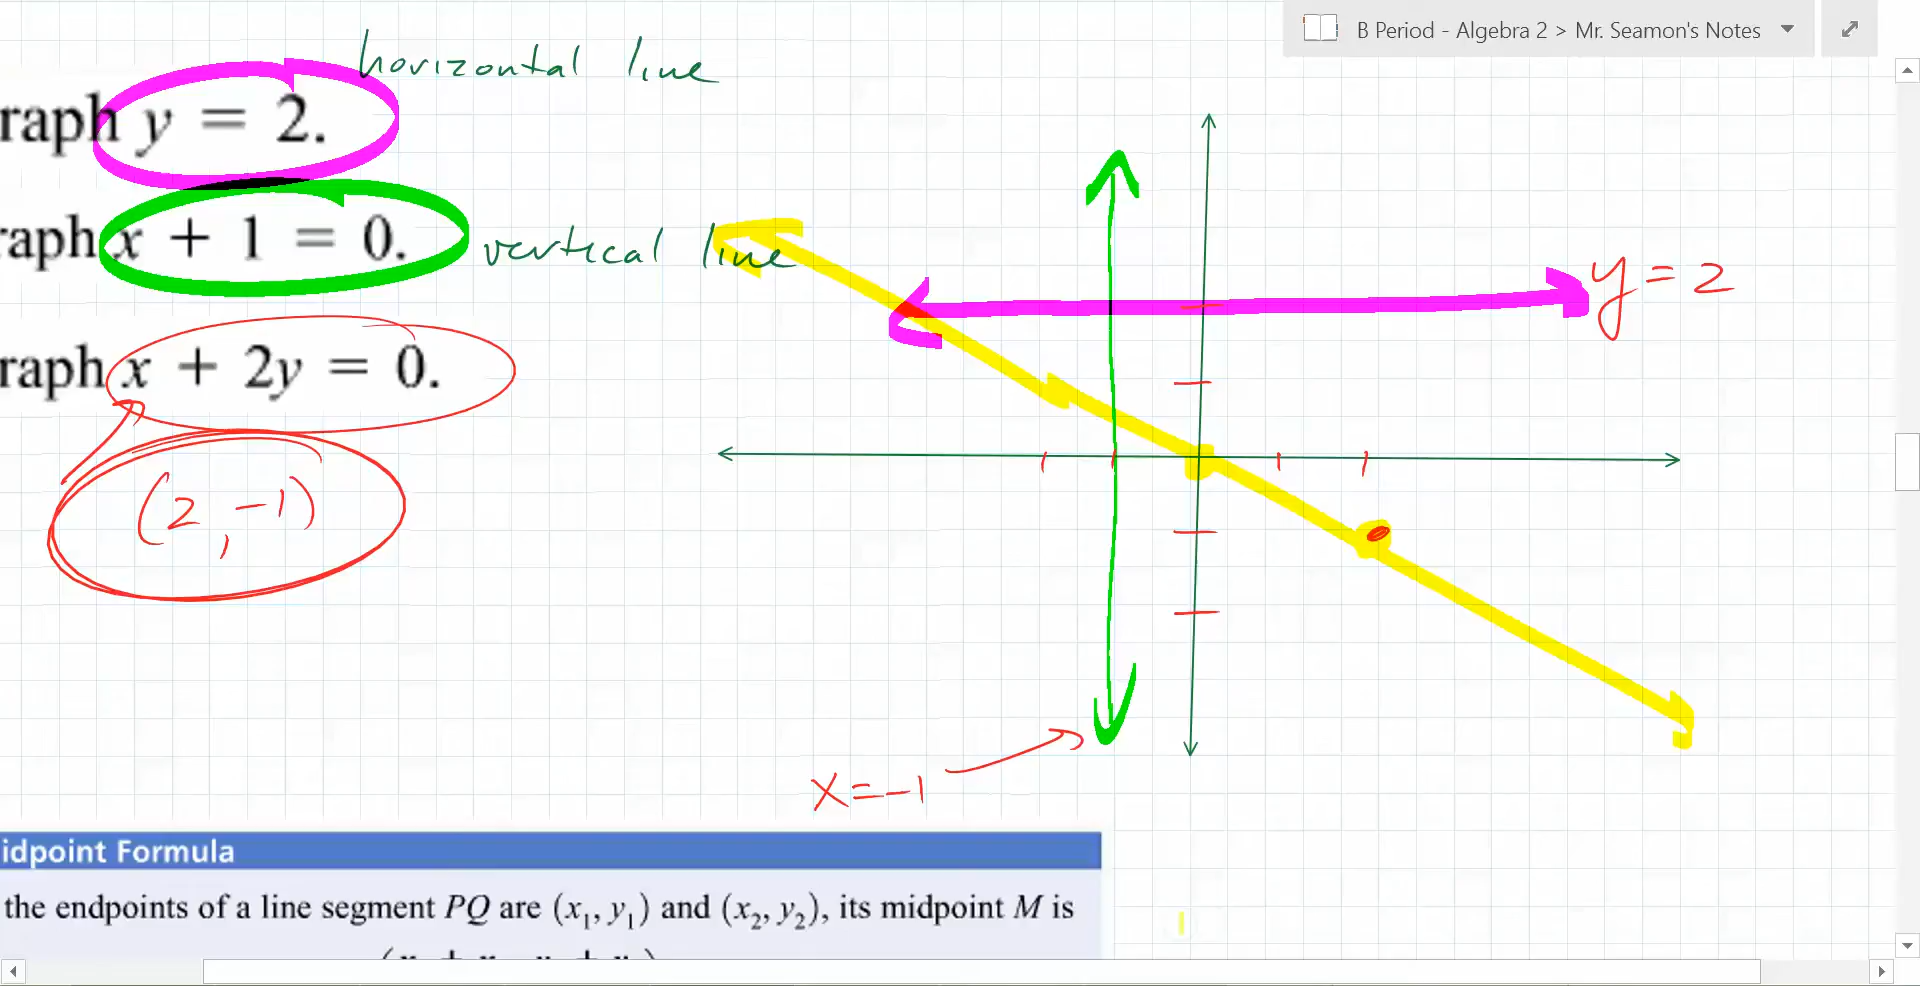 B Period - Algebra 2 > Mr. Seamon's Notes
horizontal line
raph y = 2.
raph x + 1 = 0.
vertical line
y = 2
raph x + 2y = 0.
(2, -1)
x = -1
idpoint Formula
the endpoints of a line segment PQ are (x₁, y₁) and (x₂, y₂), its midpoint M is